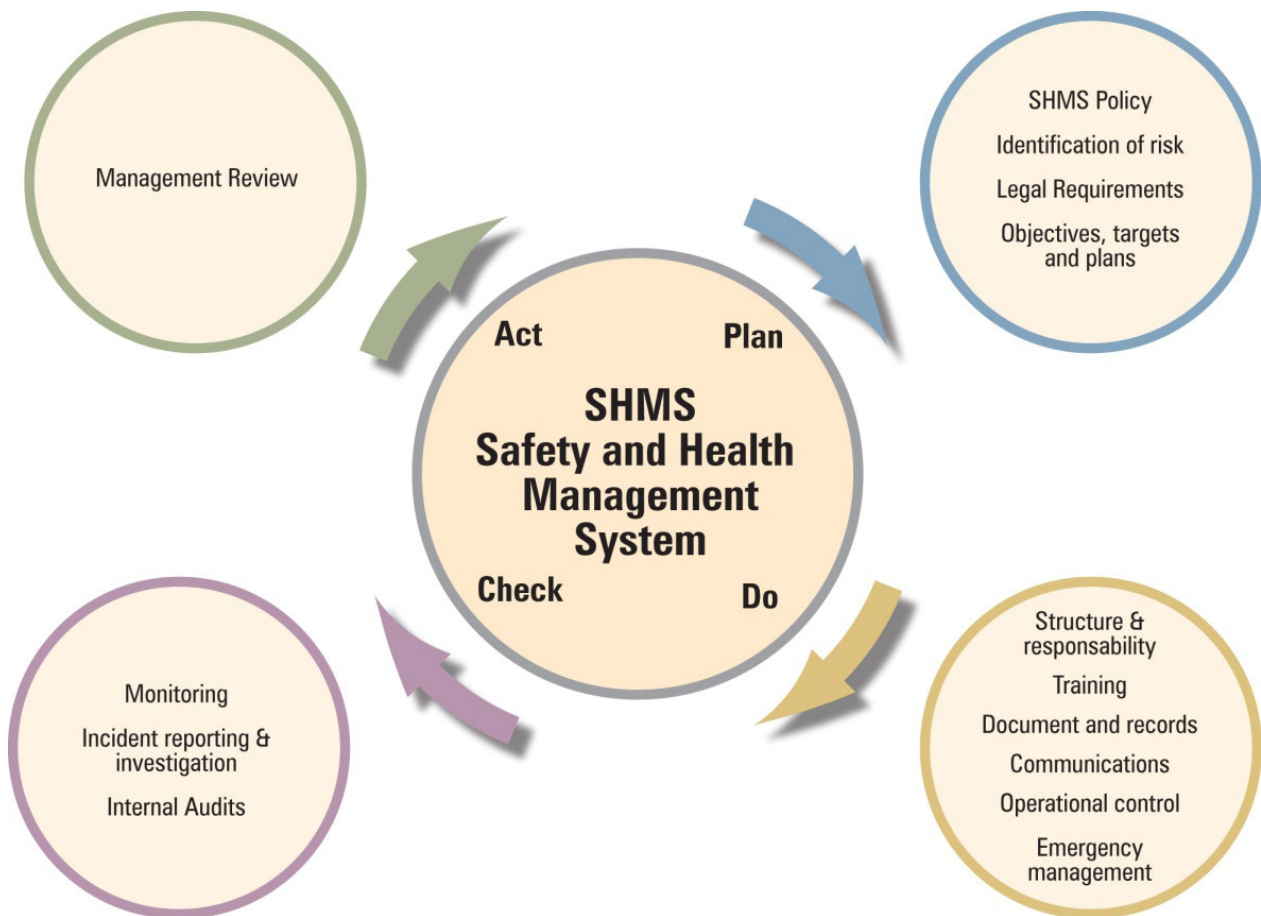 Management Review
SHMS Policy
Identification of risk
Legal Requirements
Objectives, targets
and plans
Act
Plan
SHMS
Safety and Health
Management
System
Check
Do
Monitoring
Incident reporting &
investigation
Internal Audits
Structure &
responsability
Training
Document and records
Communications
Operational control
Emergency
management